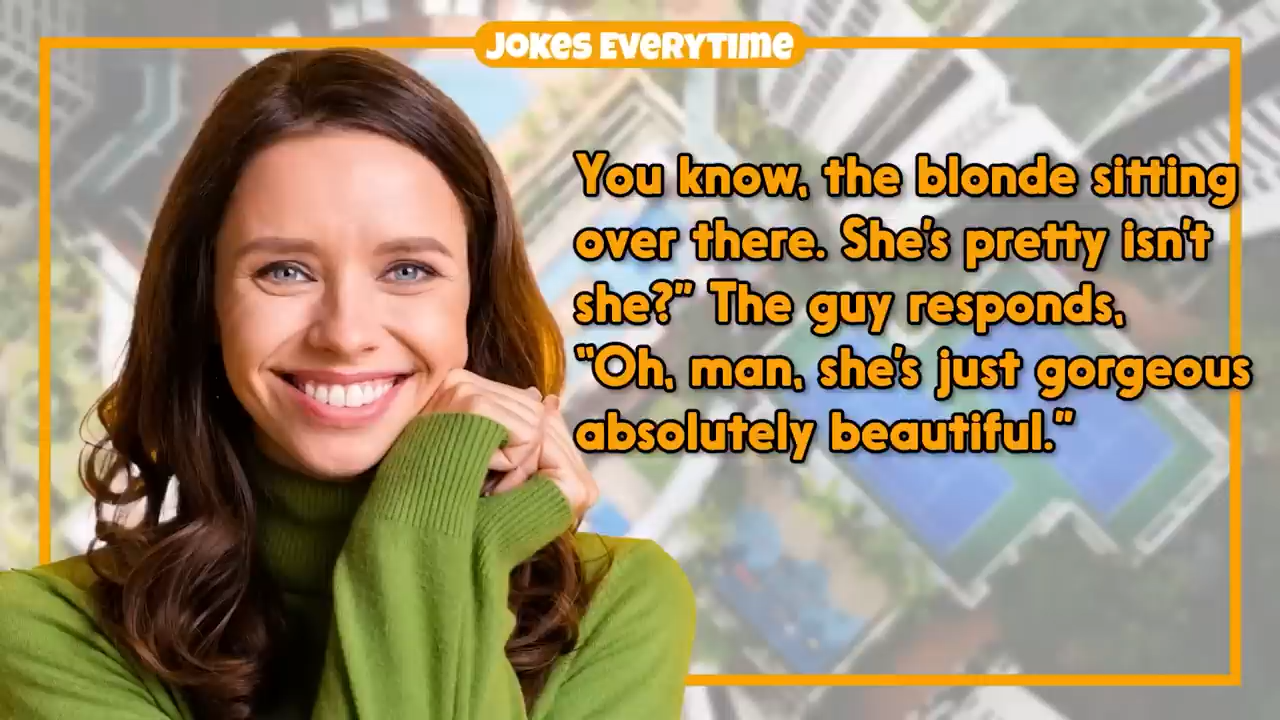 JOKES EVERYTIME
You know, the blonde sitting
over there. She's pretty isn't
she?" The guy responds,
"Oh, man, she's just gorgeous
absolutely beautiful."